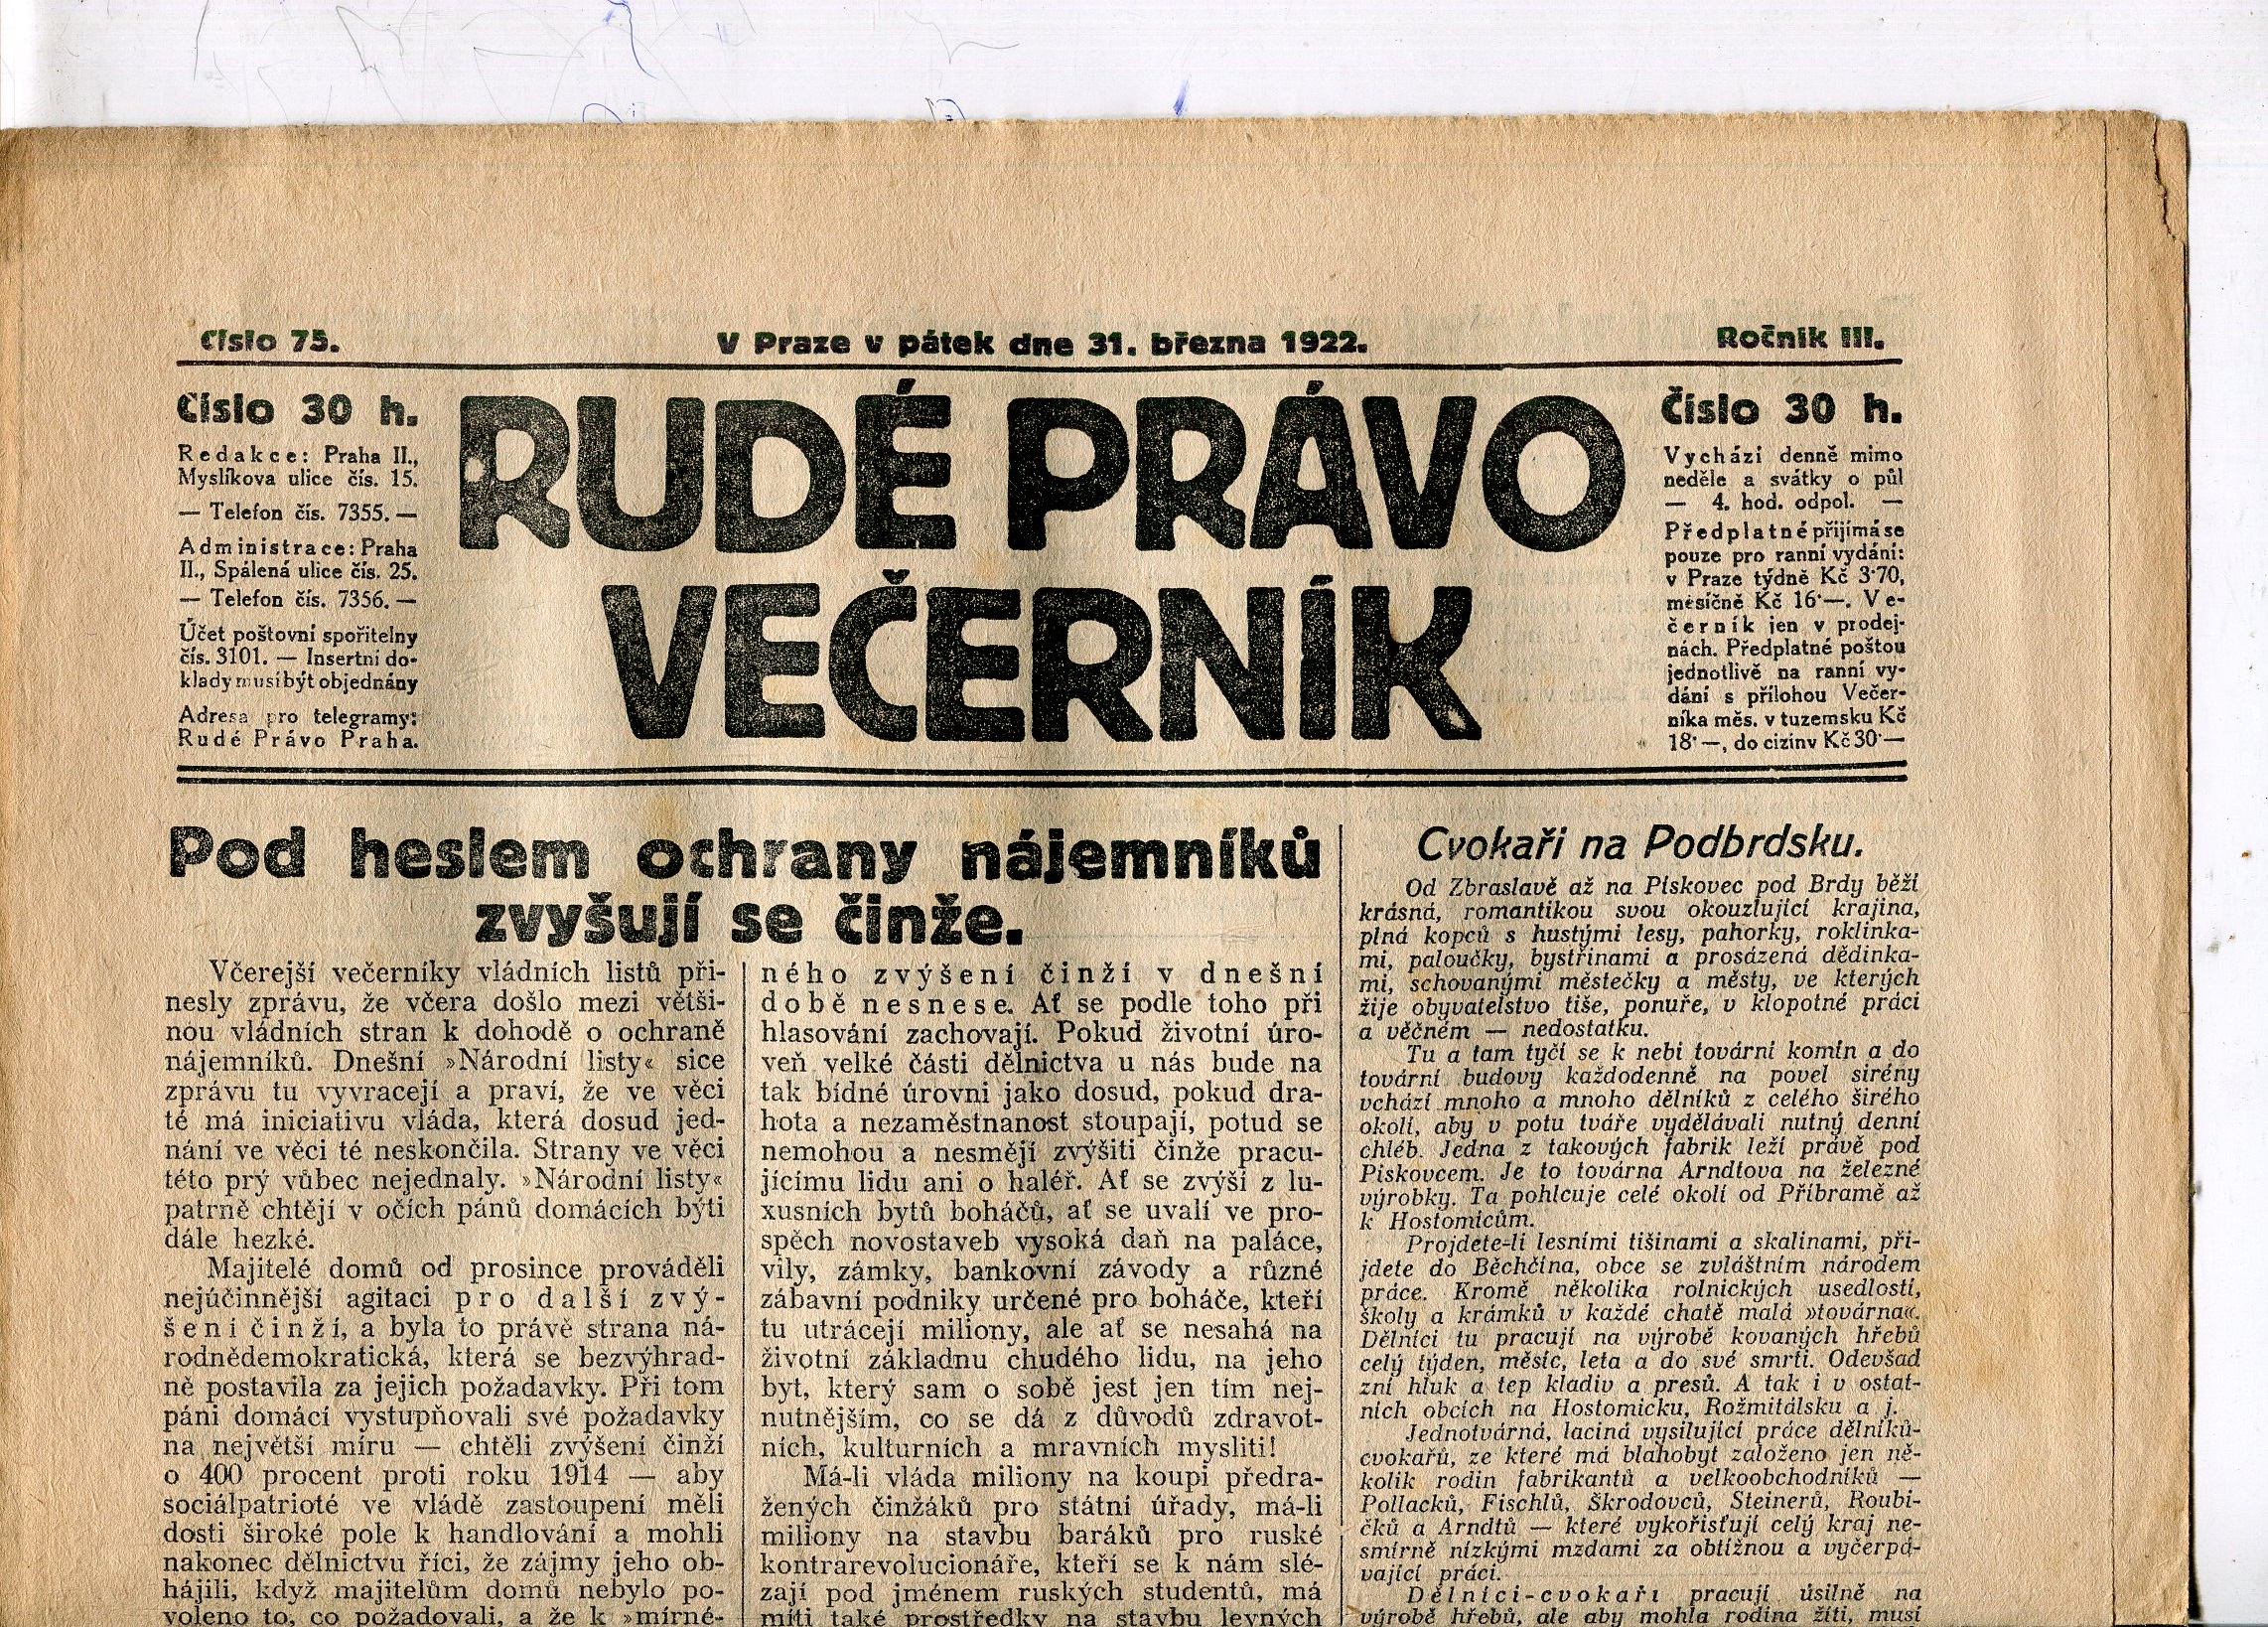 Číslo 75.
V Praze v pátek dne 31. března 1922.
Ročník III.
Číslo 30 h.
Redakce: Praha II.,
Myslíkova ulice čís. 15.
— Telefon čís. 7355. —
Administrace: Praha
II., Spálená ulice čís. 25.
— Telefon čís. 7356. —
Účet poštovní spořitelny
čís. 3101. — Insertní do-
klady musí být objednány
Adresa pro telegramy:
Rudé Právo Praha.
RUDÉ PRÁVO
VEČERNÍK
Číslo 30 h.
Vychází denně mimo
neděle a svátky o půl
— 4. hod. odpol. —
Předplatné přijímá se
pouze pro ranní vydání:
v Praze týdně Kč 3·70,
měsíčně Kč 16·—. Ve-
černík jen v prodej-
nách. Předplatné poštou
jednotlivě na ranní vy-
dání s přílohou Večer-
níka měs. v tuzemsku Kč
18·—, do ciziny Kč 30·—
Pod heslem ochrany nájemníků
zvyšují se činže.
Včerejší večerníky vládních listů při-
nesly zprávu, že včera došlo mezi větši-
nou vládních stran k dohodě o ochraně
nájemníků. Dnešní »Národní listy« sice
zprávu tu vyvracejí a praví, že ve věci
té má iniciativu vláda, která dosud jed-
nání ve věci té neskončila. Strany ve věci
této prý vůbec nejednaly. »Národní listy«
patrně chtějí v očích pánů domácích býti
dále hezké.
Majitelé domů od prosince prováděli
nejúčinnější agitaci pro další zvý-
šení činží, a byla to právě strana ná-
rodnědemokratická, která se bezvýhrad-
ně postavila za jejich požadavky. Při tom
páni domácí vystupňovali své požadavky
na největší míru — chtěli zvýšení činží
o 400 procent proti roku 1914 — aby
sociálpatrioté ve vládě zastoupení měli
dosti široké pole k handlování a mohli
nakonec dělnictvu říci, že zájmy jeho ob-
hájili, když majitelům domů nebylo po-
voleno to, co požadovali, a že k »mírné-
ného zvýšení činží v dnešní
době nesnese. Ať se podle toho při
hlasování zachovají. Pokud životní úro-
veň velké části dělnictva u nás bude na
tak bídné úrovni jako dosud, pokud dra-
hota a nezaměstnanost stoupají, potud se
nemohou a nesmějí zvýšiti činže pracu-
jícímu lidu ani o haléř. Ať se zvýší z lu-
xusních bytů boháčů, ať se uvalí ve pro-
spěch novostaveb vysoká daň na paláce,
vily, zámky, bankovní závody a různé
zábavní podniky určené pro boháče, kteří
tu utrácejí miliony, ale ať se nesahá na
životní základnu chudého lidu, na jeho
byt, který sam o sobě jest jen tím nej-
nutnějším, co se dá z důvodů zdravot-
ních, kulturních a mravních mysliti!
Má-li vláda miliony na koupi předra-
žených činžáků pro státní úřady, má-li
miliony na stavbu baráků pro ruské
kontrarevolucionáře, kteří se k nám slé-
zají pod jménem ruských studentů, má
míti také prostředky na stavbu levných
Cvokaři na Podbrdsku.
Od Zbraslavě až na Pískovec pod Brdy běží
krásná, romantikou svou okouzlující krajina,
plná kopců s hustými lesy, pahorky, roklinka-
mi, paloučky, bystřinami a prosázená dědinka-
mi, schovanými městečky a městy, ve kterých
žije obyvatelstvo tiše, ponuře, v klopotné práci
a věčném — nedostatku.
Tu a tam tyčí se k nebi tovární komín a do
tovární budovy každodenně na povel sirény
vchází mnoho a mnoho dělníků z celého širého
okolí, aby v potu tváře vydělávali nutný denní
chléb. Jedna z takových fabrik leží právě pod
Pískovcem. Je to továrna Arndtova na železné
výrobky. Ta pohlcuje celé okolí od Příbramě až
k Hostomicům.
Projdete-li lesními tišinami a skalinami, při-
jdete do Běchčína, obce se zvláštním národem
práce. Kromě několika rolnických usedlostí,
školy a krámků v každé chatě malá »továrna«.
Dělníci tu pracují na výrobě kovaných hřebů
celý týden, měsíc, leta a do své smrti. Odevšad
zní hluk a tep kladiv a presů. A tak i v ostat-
ních obcích na Hostomicku, Rožmitálsku a j.
Jednotvárná, laciná vysilující práce dělníků-
cvokařů, ze které má blahobyt založeno jen ně-
kolik rodin fabrikantů a velkoobchodníků —
Pollacků, Fischlů, Škrodovců, Steinerů, Roubí-
čků a Arndtů — které vykořisťují celý kraj ne-
smírně nízkými mzdami za obtížnou a vyčerpá-
vající práci.
Dělníci-cvokaři pracují úsilně na
výrobě hřebů, ale aby mohla rodina žíti, musí